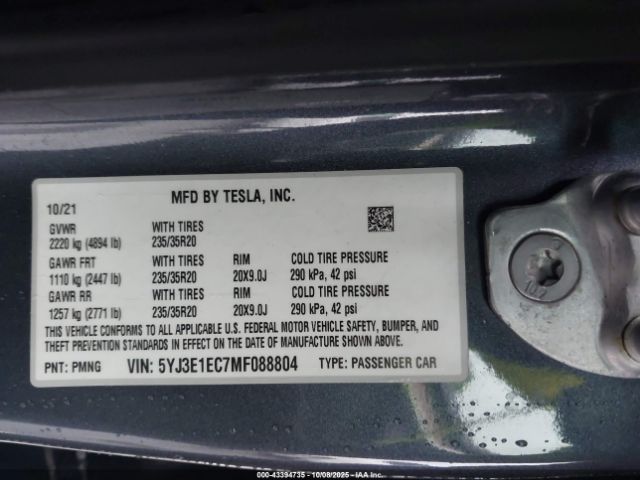 MFD BY TESLA, INC.
10/21
GVWR WITH TIRES
2220 kg (4894 lb) 235/35R20
GAWR FRT WITH TIRES RIM COLD TIRE PRESSURE
1110 kg (2447 lb) 235/35R20 20X9.0J 290 kPa, 42 psi
GAWR RR WITH TIRES RIM COLD TIRE PRESSURE
1257 kg (2771 lb) 235/35R20 20X9.0J 290 kPa, 42 psi
THIS VEHICLE CONFORMS TO ALL APPLICABLE U.S. FEDERAL MOTOR VEHICLE SAFETY, BUMPER, AND
THEFT PREVENTION STANDARDS IN EFFECT ON THE DATE OF MANUFACTURE SHOWN ABOVE.
PNT: PMNG VIN: 5YJ3E1EC7MF088804 TYPE: PASSENGER CAR
102
000-43394735 - 10/08/2025 - IAA Inc.